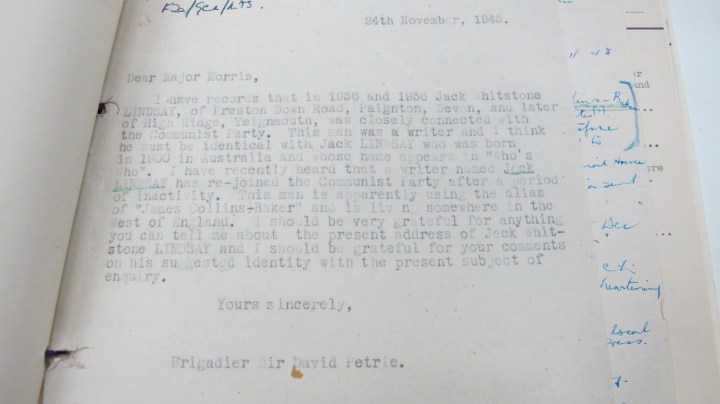 24th November, 1943.
Dear Major Morris,
I have records that in 1936 and 1938 Jack Whitstone
LINDSAY, of Preston Down Road, Paignton, Devon, and later
of High Ridge, Teignmouth, was closely connected with
the Communist Party. This man was a writer and I think
he must be identical with Jack LINDSAY who was born
in 1900 in Australia and whose name appears in "Who's
Who". I have recently heard that a writer named Jack
LINDSAY has re-joined the Communist Party after a period
of inactivity. This man is apparently using the alias
of "James Collins-Baker" and is liv ng somewhere in the
West of England. I should be very grateful for anything
you can tell me about the present address of Jack Whit-
stone LINDSAY and I should be grateful for your comments
on his suggested identity with the present subject of
enquiry.
Yours sincerely,
Brigadier Sir David Petrie.
Dec
local